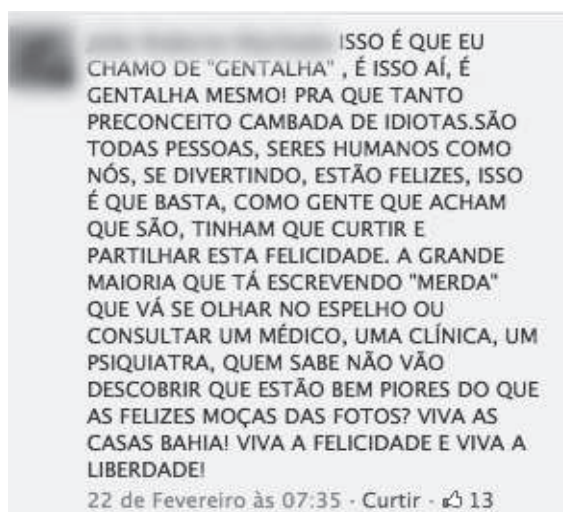 ISSO É QUE EU
CHAMO DE "GENTALHA" , É ISSO AÍ, É
GENTALHA MESMO! PRA QUE TANTO
PRECONCEITO CAMBADA DE IDIOTAS.SÃO
TODAS PESSOAS, SERES HUMANOS COMO
NÓS, SE DIVERTINDO, ESTÃO FELIZES, ISSO
É QUE BASTA, COMO GENTE QUE ACHAM
QUE SÃO, TINHAM QUE CURTIR E
PARTILHAR ESTA FELICIDADE. A GRANDE
MAIORIA QUE TÁ ESCREVENDO "MERDA"
QUE VÁ SE OLHAR NO ESPELHO OU
CONSULTAR UM MÉDICO, UMA CLÍNICA, UM
PSIQUIATRA, QUEM SABE NÃO VÃO
DESCOBRIR QUE ESTÃO BEM PIORES DO QUE
AS FELIZES MOÇAS DAS FOTOS? VIVA AS
CASAS BAHIA! VIVA A FELICIDADE E VIVA A
LIBERDADE!
22 de Fevereiro às 07:35 · Curtir · 13